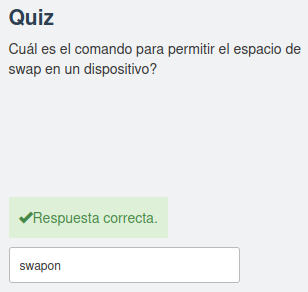 Quiz
Cuál es el comando para permitir el espacio de
swap en un dispositivo?
Respuesta correcta.
swapon